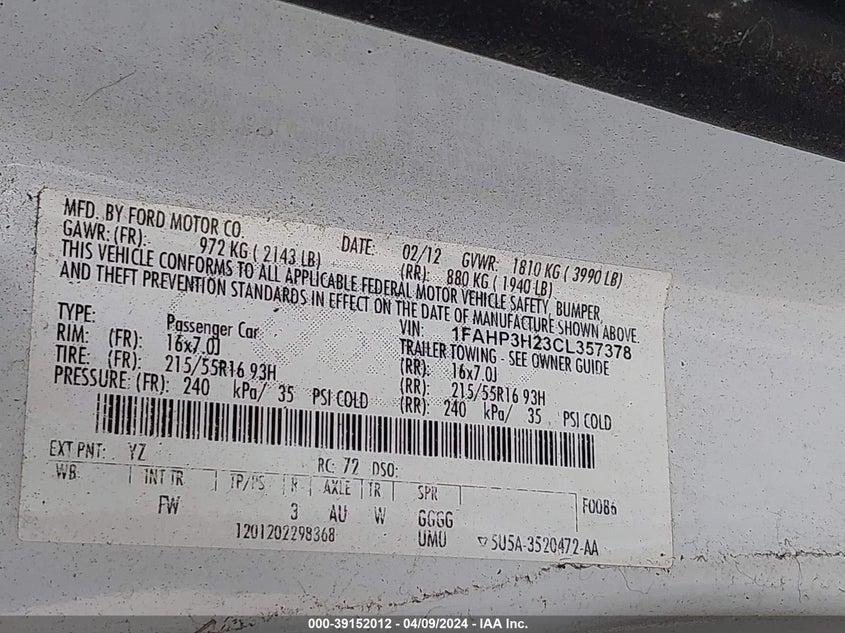 MFD. BY FORD MOTOR CO. DATE: 02/12 GVWR: 1810 KG ( 3990 LB)
GAWR: (FR): 972 KG ( 2143 LB) (RR): 880 KG ( 1940 LB)
THIS VEHICLE CONFORMS TO ALL APPLICABLE FEDERAL MOTOR VEHICLE SAFETY, BUMPER,
AND THEFT PREVENTION STANDARDS IN EFFECT ON THE DATE OF MANUFACTURE SHOWN ABOVE.
VIN: 1FAHP3H23CL357378
TYPE: Passenger Car TRAILER TOWING - SEE OWNER GUIDE
RIM: (FR): 16x7.0J (RR): 16x7.0J
TIRE: (FR): 215/55R16 93H (RR): 215/55R16 93H
PRESSURE: (FR): 240 kPa/ 35 PSI COLD (RR): 240 kPa/ 35 PSI COLD
EXT PNT: YZ RC: 72 DSO: F0086
WB INT TR TP/PS R AXLE TR SPR
FW 3 AU W GGGG
1201202298368 UMU 5U5A-3520472-AA
000-39152012 - 04/09/2024 - IAA Inc.